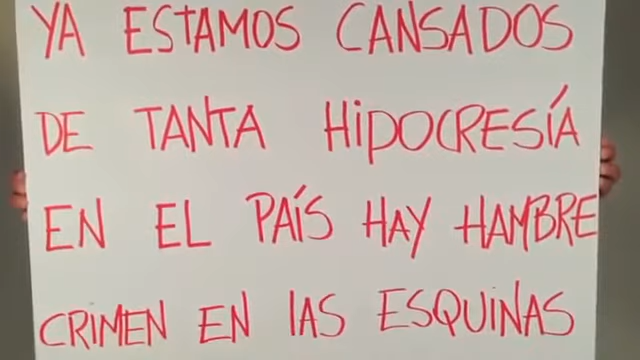 YA ESTAMOS CANSADOS
DE TANTA HIPOCRESÍA
EN EL PAÍS HAY HAMBRE
CRIMEN EN LAS ESQUINAS